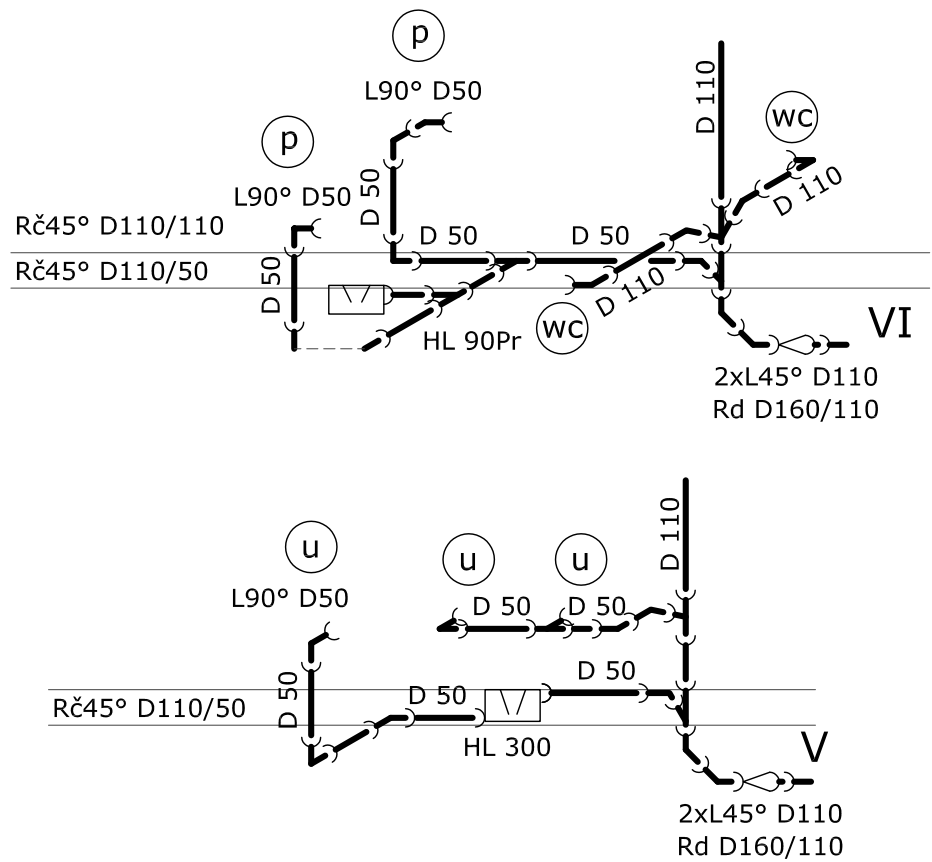 p
L90° D50
p
L90° D50
D 110
wc
D 110
D 50
Rč45° D110/110
D 50
D 50
Rč45° D110/50
D 50
D 110
wc
HL 90Pr
VI
2xL45° D110
Rd D160/110
D 110
u
u
u
L90° D50
D 50
D 50
D 50
D 50
D 50
Rč45° D110/50
HL 300
V
2xL45° D110
Rd D160/110